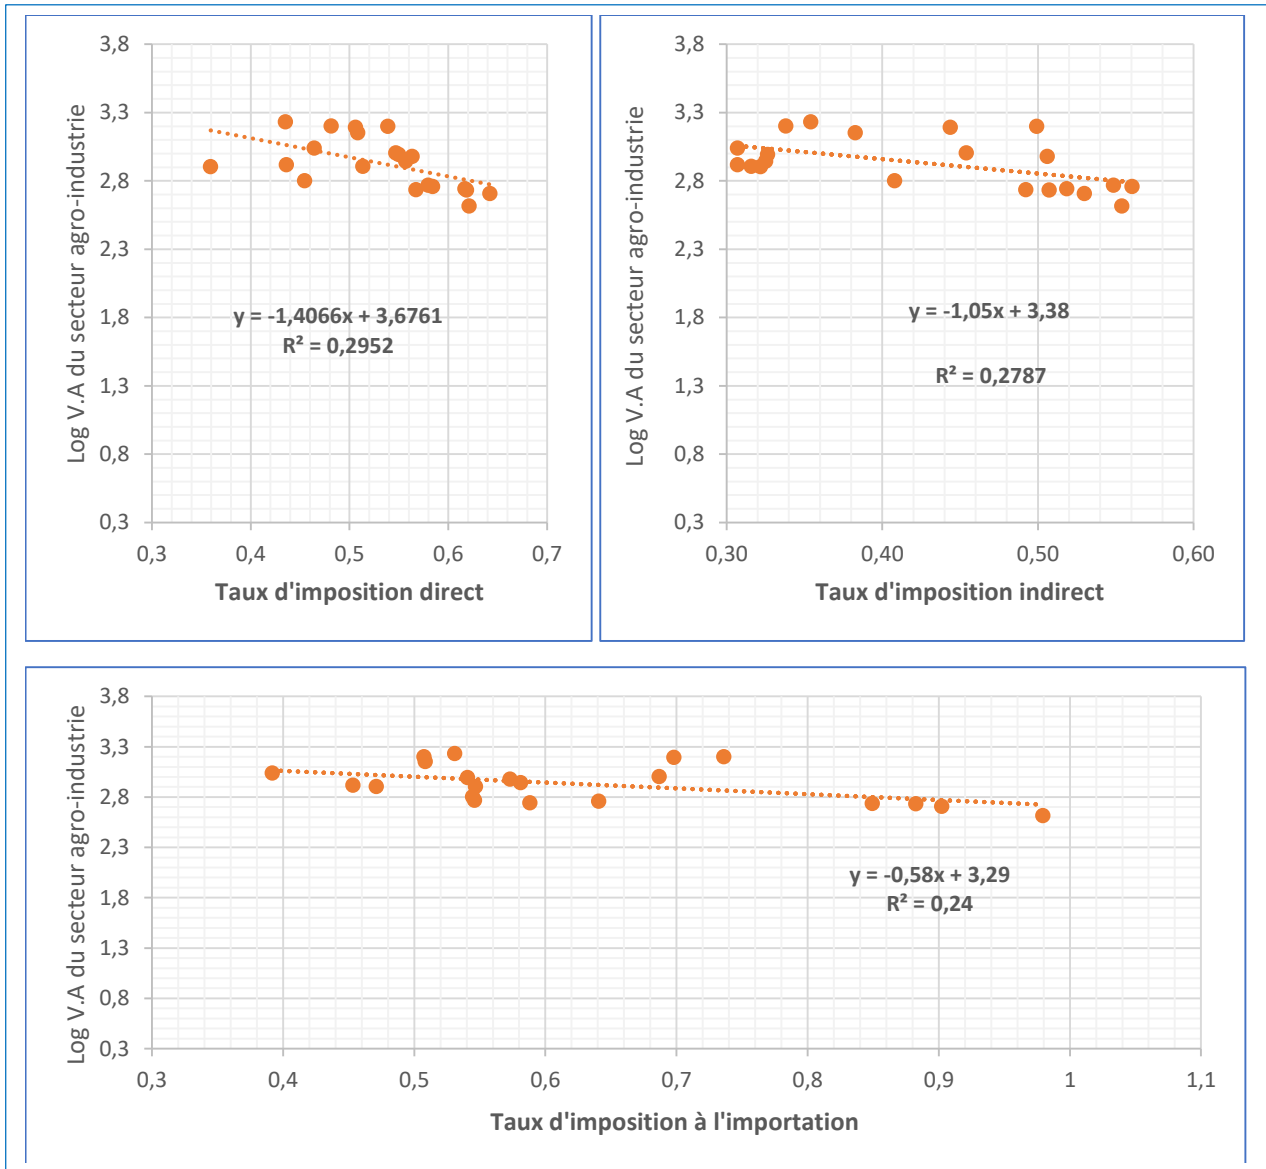 Log V.A du secteur agro-industrie
3,8
3,3
2,8
2,3
1,8
1,3
0,8
0,3
y = -1,4066x + 3,6761
R² = 0,2952
0,3 0,4 0,5 0,6 0,7
Taux d'imposition direct
Log V.A du secteur agro-industrie
3,8
3,3
2,8
2,3
1,8
1,3
0,8
0,3
y = -1,05x + 3,38
R² = 0,2787
0,30 0,40 0,50 0,60
Taux d'imposition indirect
Log V.A du secteur agro-industrie
3,8
3,3
2,8
2,3
1,8
1,3
0,8
0,3
y = -0,58x + 3,29
R² = 0,24
0,3 0,4 0,5 0,6 0,7 0,8 0,9 1 1,1
Taux d'imposition à l'importation